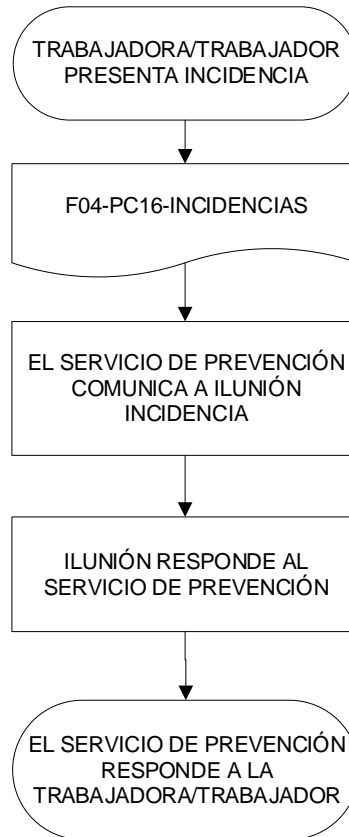 TRABAJADORA/TRABAJADOR
PRESENTA INCIDENCIA
F04-PC16-INCIDENCIAS
EL SERVICIO DE PREVENCIÓN
COMUNICA A ILUNIÓN
INCIDENCIA
ILUNIÓN RESPONDE AL
SERVICIO DE PREVENCIÓN
EL SERVICIO DE PREVENCIÓN
RESPONDE A LA
TRABAJADORA/TRABAJADOR